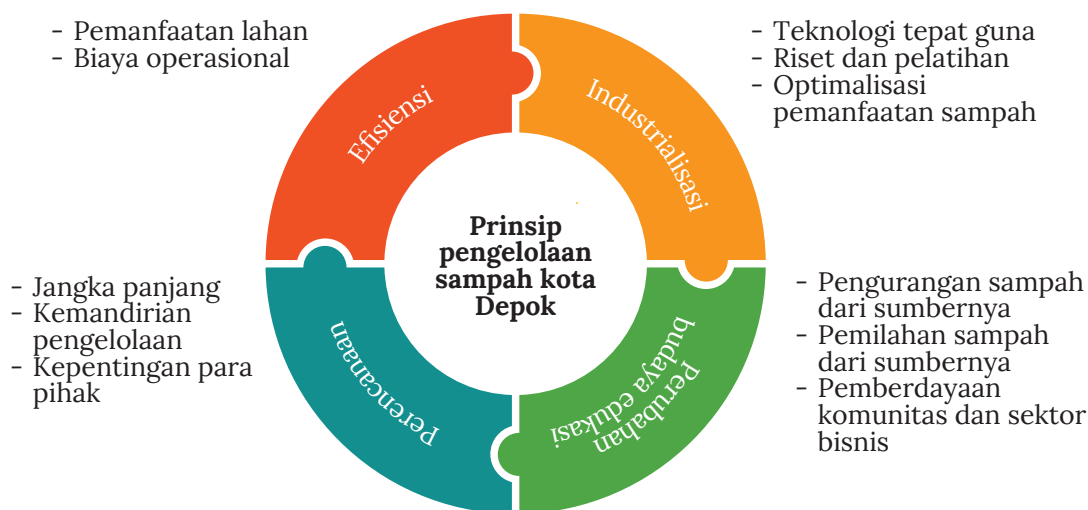 - Pemanfaatan lahan
- Biaya operasional
- Teknologi tepat guna
- Riset dan pelatihan
- Optimalisasi
pemanfaatan sampah
Efisiensi
Industrialisasi
Prinsip
pengelolaan
sampah kota
Depok
- Jangka panjang
- Kemandirian
pengelolaan
- Kepentingan para
pihak
Perencanaan
Perubahan
budaya edukasi
- Pengurangan sampah
dari sumbernya
- Pemilahan sampah
dari sumbernya
- Pemberdayaan
komunitas dan sektor
bisnis